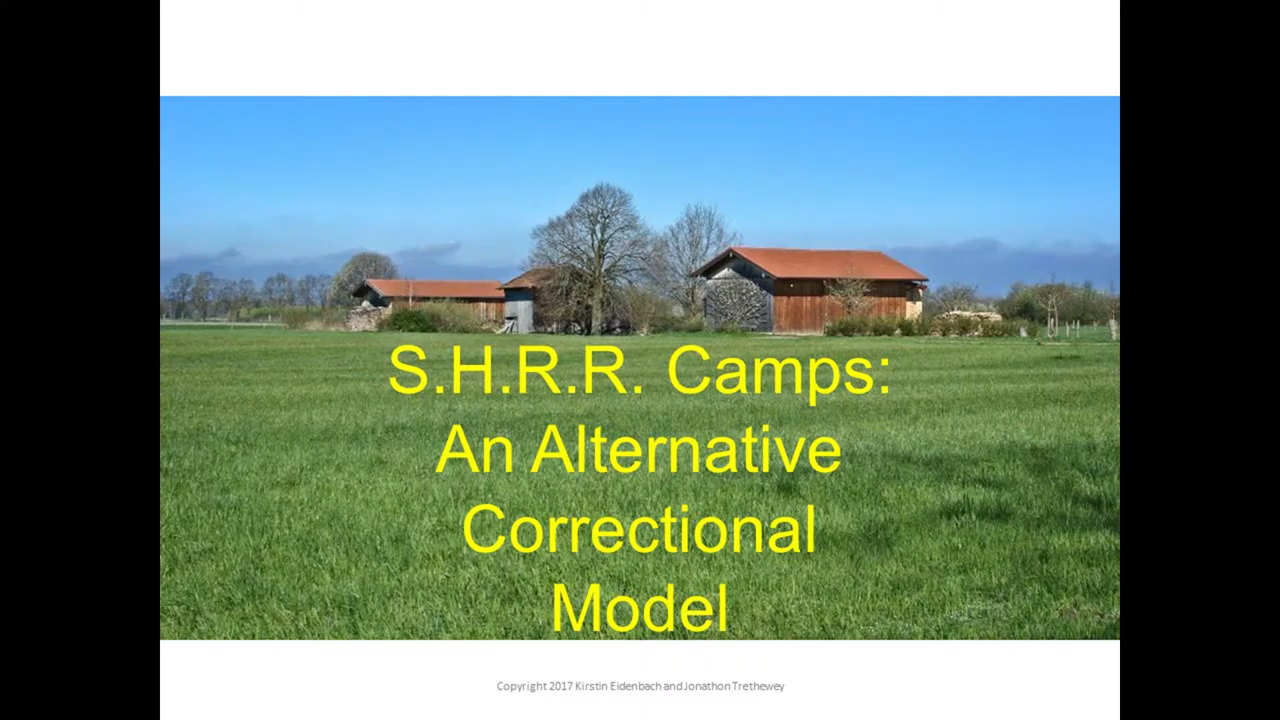 S.H.R.R. Camps:
An Alternative
Correctional
Model
Copyright 2017 Kirstin Eidenbach and Jonathon Trethewey